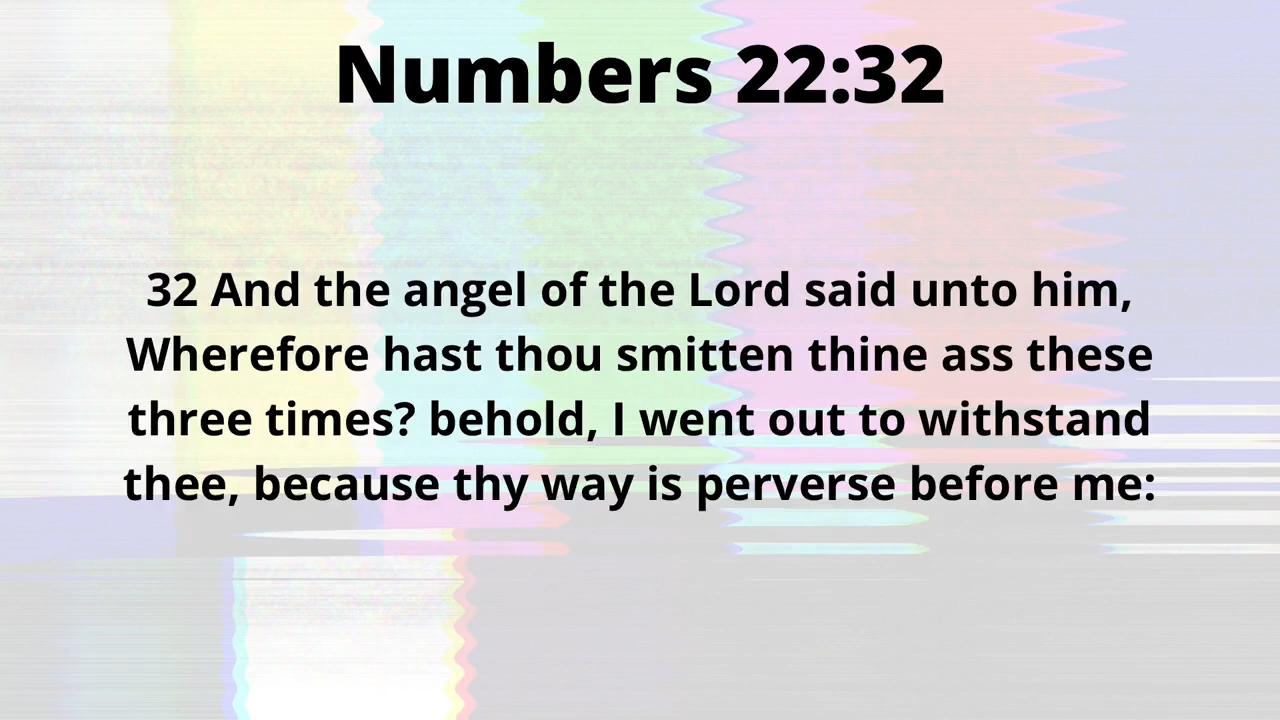 Numbers 22:32
32 And the angel of the Lord said unto him,
Wherefore hast thou smitten thine ass these
three times? behold, I went out to withstand
thee, because thy way is perverse before me: